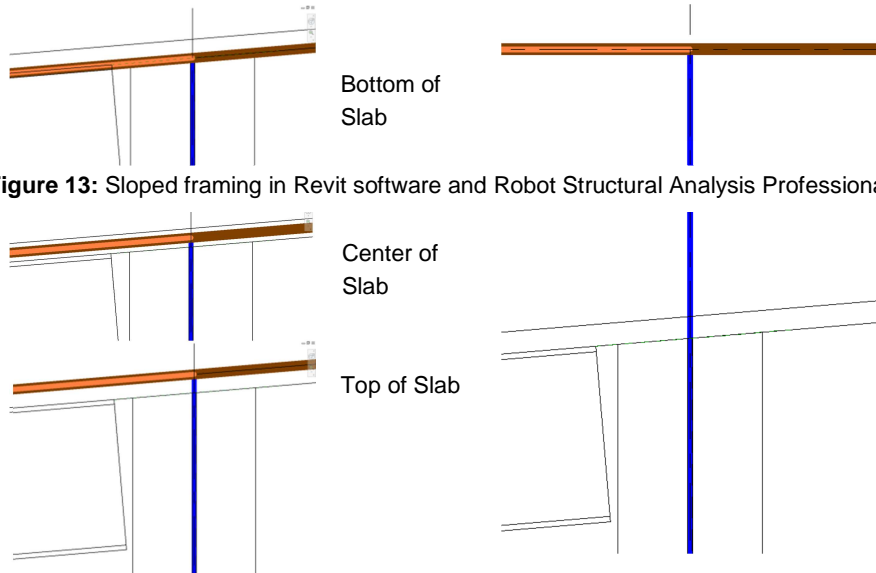 Bottom of
Slab
igure 13: Sloped framing in Revit software and Robot Structural Analysis Professiona
Center of
Slab
Top of Slab